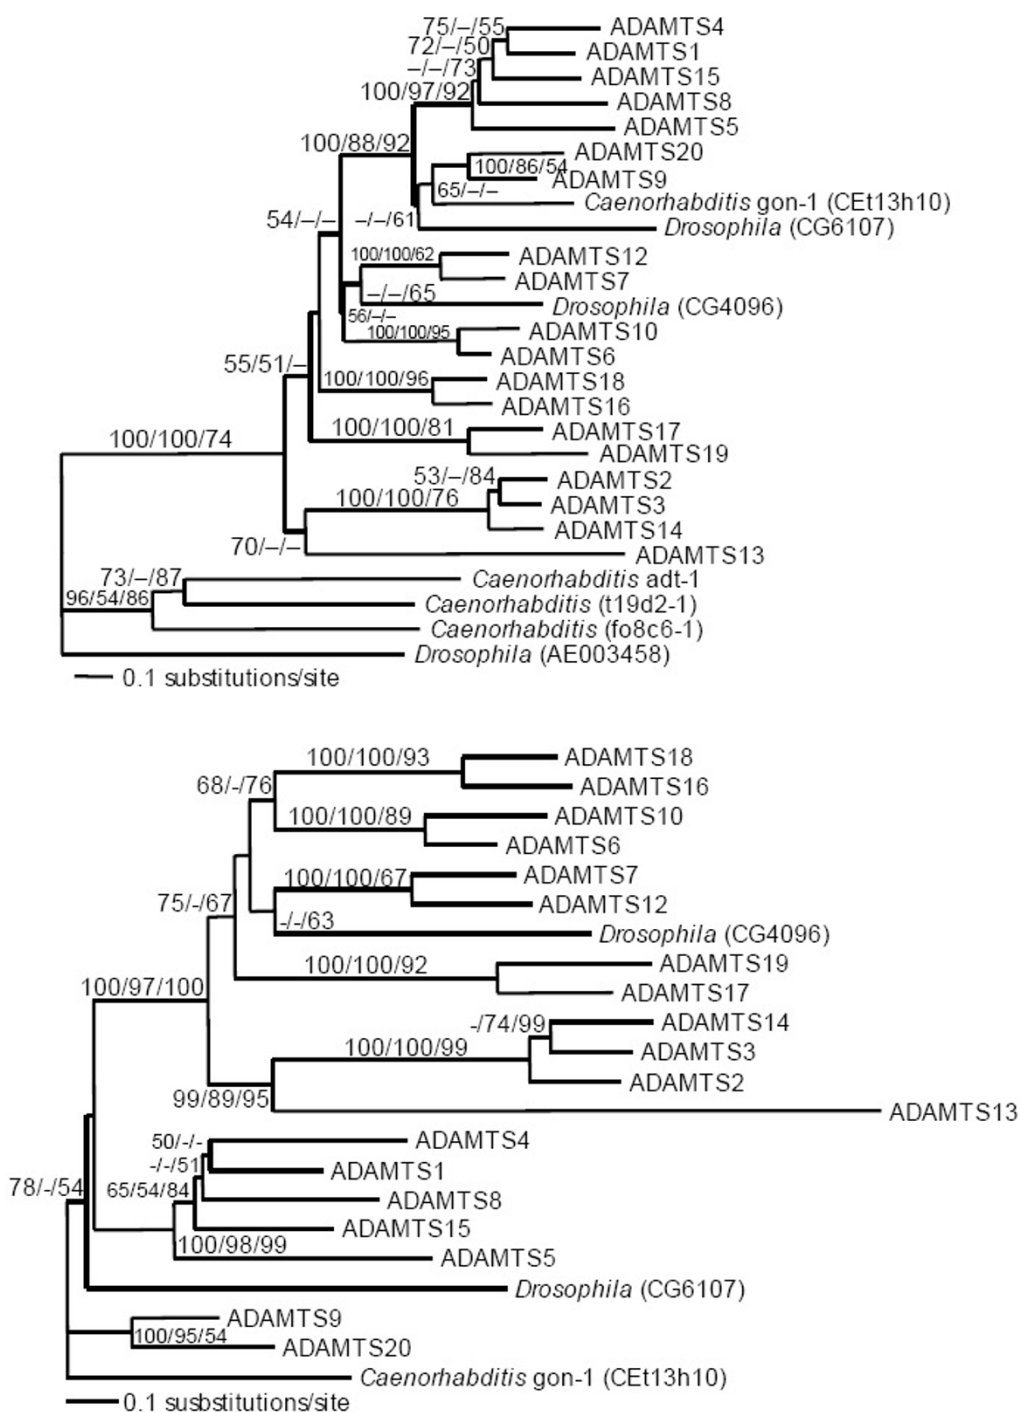 75/–/55
ADAMTS4
72/–/50
ADAMTS1
–/–/73
ADAMTS15
100/97/92
ADAMTS8
ADAMTS5
100/88/92
ADAMTS20
100/86/54
ADAMTS9
65/–/–
Caenorhabditis gon-1 (CEt13h10)
54/–/–
–/–/61
Drosophila (CG6107)
100/100/62
ADAMTS12
ADAMTS7
–/–/65
Drosophila (CG4096)
56/–/–
100/100/95
ADAMTS10
ADAMTS6
55/51/–
100/100/96
ADAMTS18
ADAMTS16
100/100/81
ADAMTS17
100/100/74
ADAMTS19
53/–/84
ADAMTS2
100/100/76
ADAMTS3
ADAMTS14
70/–/–
ADAMTS13
73/–/87
Caenorhabditis adt-1
96/54/86
Caenorhabditis (t19d2-1)
Caenorhabditis (fo8c6-1)
Drosophila (AE003458)
0.1 substitutions/site
100/100/93
ADAMTS18
68/-/76
ADAMTS16
100/100/89
ADAMTS10
ADAMTS6
100/100/67
ADAMTS7
75/-/67
ADAMTS12
-/-/63
Drosophila (CG4096)
100/100/92
ADAMTS19
100/97/100
ADAMTS17
-/74/99
ADAMTS14
100/100/99
ADAMTS3
ADAMTS2
99/89/95
ADAMTS13
50/-/-
ADAMTS4
-/-/51
ADAMTS1
78/-/54
65/54/84
ADAMTS8
ADAMTS15
100/98/99
ADAMTS5
Drosophila (CG6107)
ADAMTS9
100/95/54
ADAMTS20
Caenorhabditis gon-1 (CEt13h10)
0.1 susbstitutions/site